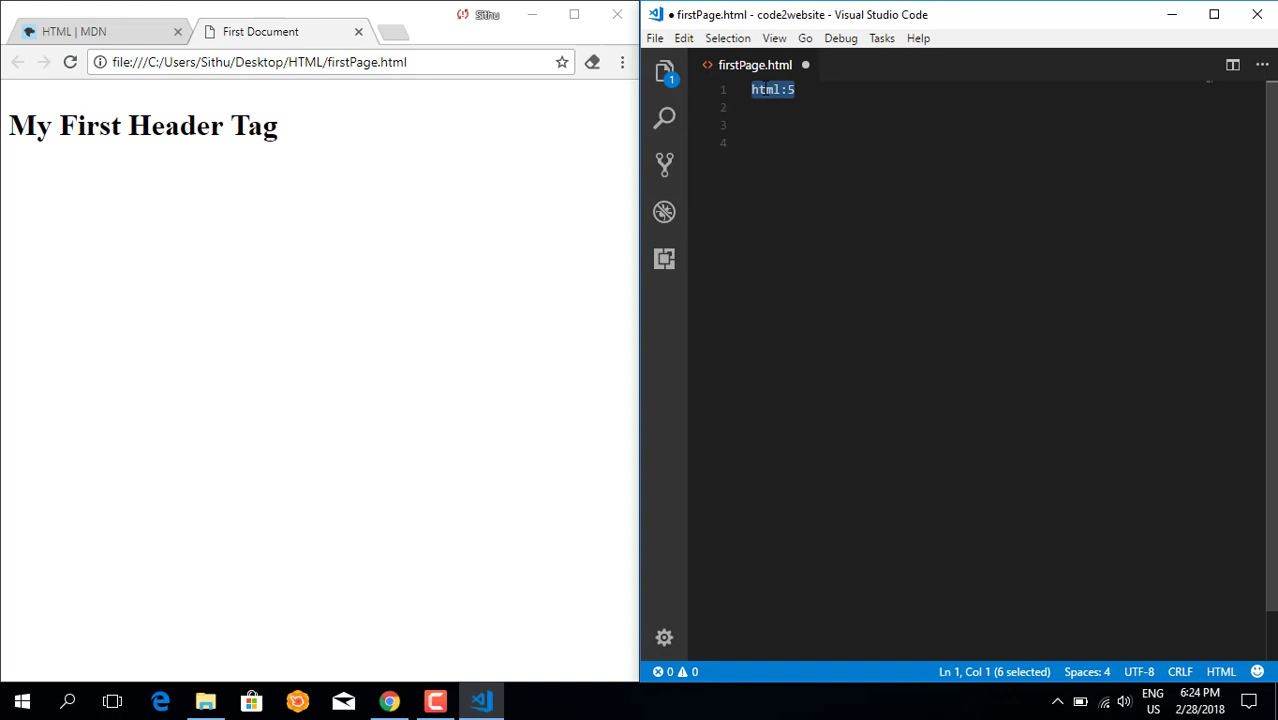 HTML | MDN
First Document
Sithu
file:///C:/Users/Sithu/Desktop/HTML/firstPage.html
My First Header Tag
● firstPage.html - code2website - Visual Studio Code
File Edit Selection View Go Debug Tasks Help
1
<> firstPage.html ●
1 html:5
2
3
4
0 0
Ln 1, Col 1 (6 selected)
Spaces: 4
UTF-8
CRLF
HTML
ENG
US
6:24 PM
2/28/2018